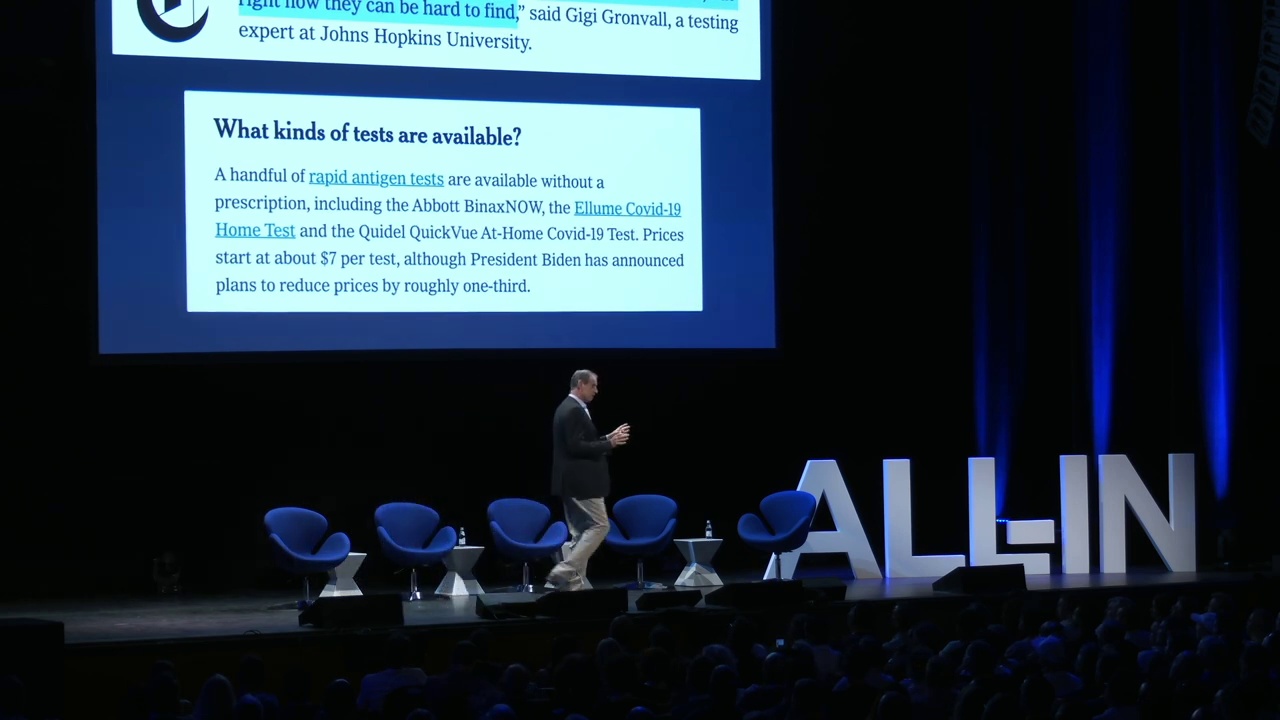 right now they can be hard to find,” said Gigi Gronvall, a testing
expert at Johns Hopkins University.
What kinds of tests are available?
A handful of rapid antigen tests are available without a
prescription, including the Abbott BinaxNOW, the Ellume Covid-19
Home Test and the Quidel QuickVue At-Home Covid-19 Test. Prices
start at about $7 per test, although President Biden has announced
plans to reduce prices by roughly one-third.
ALL-IN